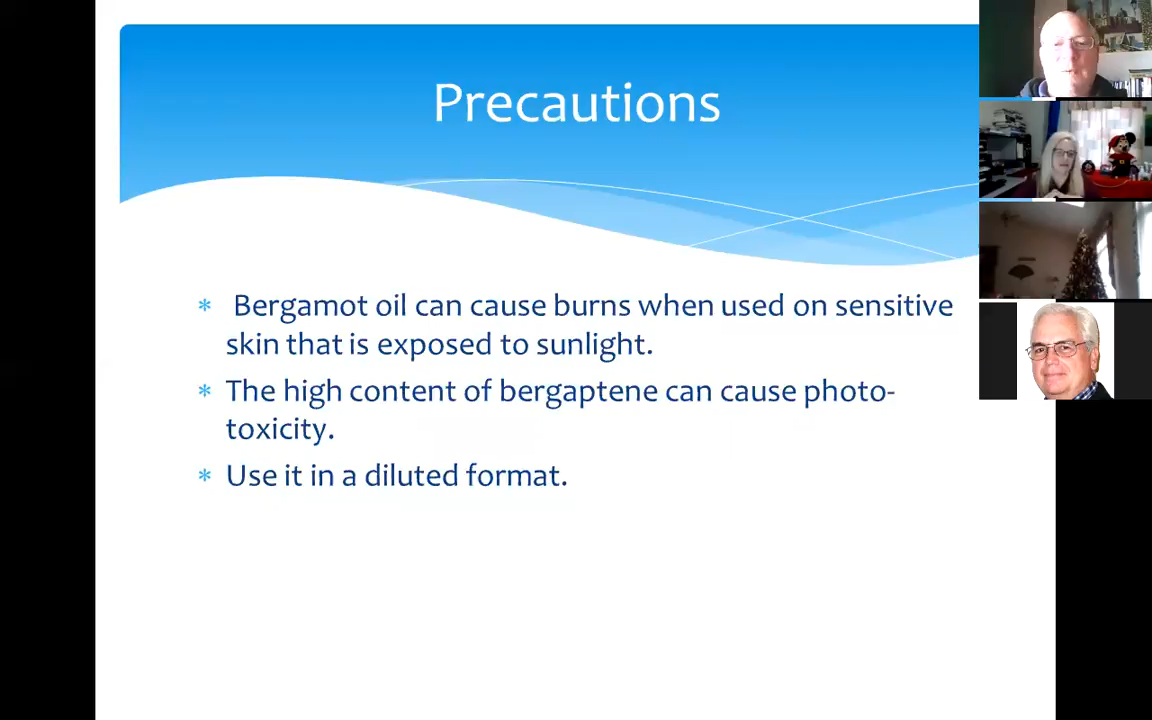 Precautions
* Bergamot oil can cause burns when used on sensitive
skin that is exposed to sunlight.
* The high content of bergaptene can cause photo-
toxicity.
* Use it in a diluted format.